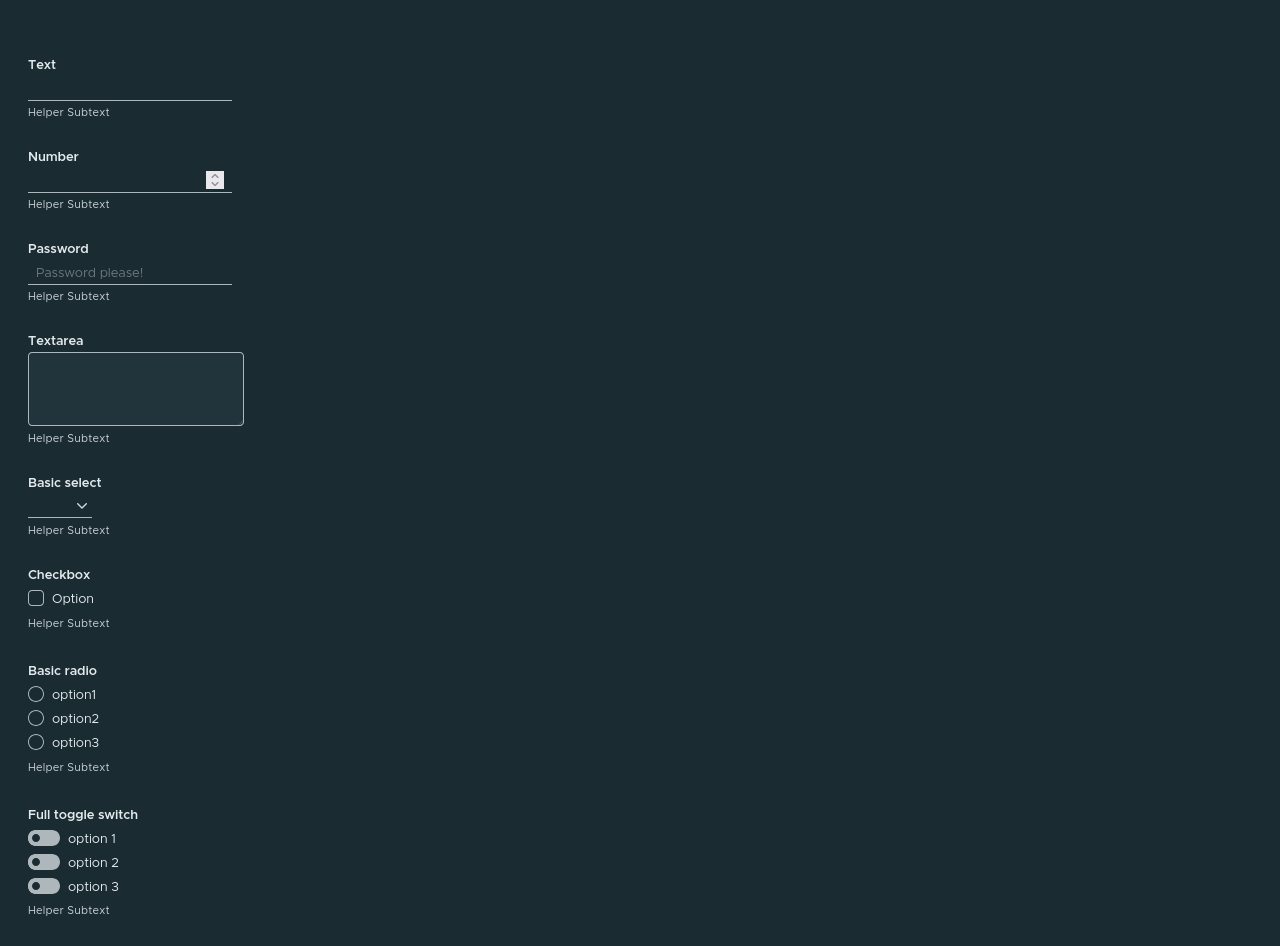 Text
Helper Subtext
Number
Helper Subtext
Password
Password please!
Helper Subtext
Textarea
Helper Subtext
Basic select
Helper Subtext
Checkbox
Option
Helper Subtext
Basic radio
option1
option2
option3
Helper Subtext
Full toggle switch
option 1
option 2
option 3
Helper Subtext